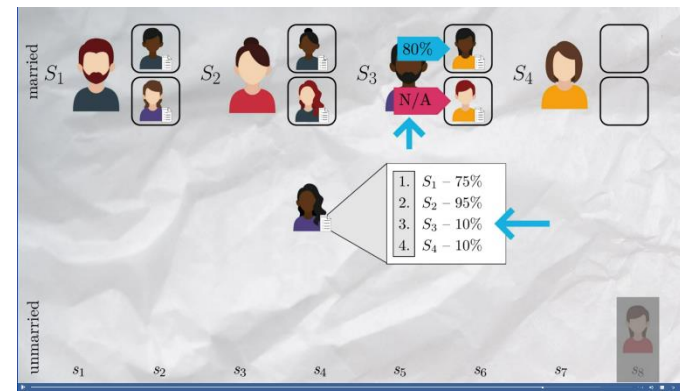 married
S₁
S₂
S₃
S₄
80%
N/A
1. S₁ – 75%
2. S₂ – 95%
3. S₃ – 10%
4. S₄ – 10%
unmarried
s₁ s₂ s₃ s₄ s₅ s₆ s₇ s₈